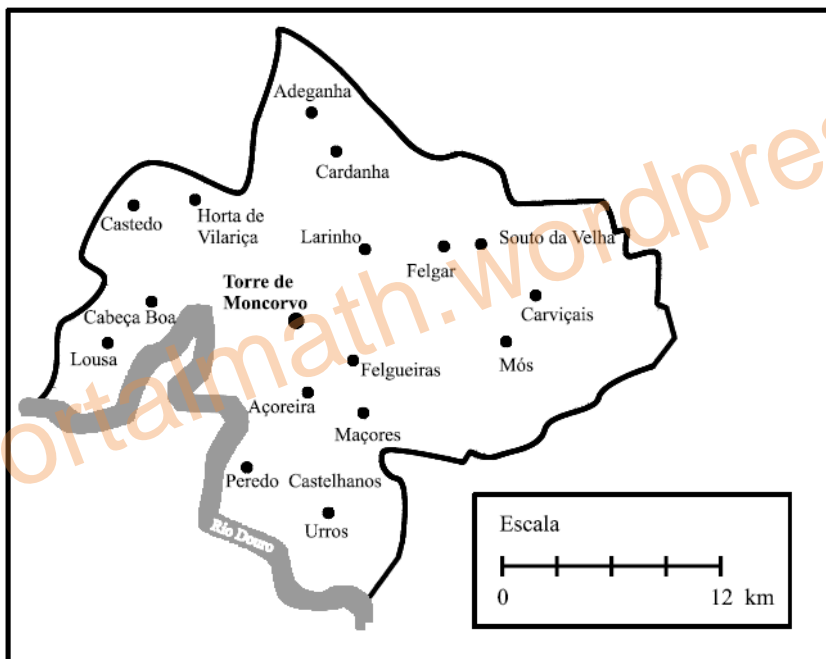 Adeganha
Cardanha
Castedo
Horta de
Vilariça
Larinho
Felgar
Souto da Velha
Torre de
Moncorvo
Cabeça Boa
Carviçais
Lousa
Felgueiras
Mós
Açoreira
Maçores
Peredo Castelhanos
Urros
Rio Douro
Escala
0 12 km
ortalmath.wordpres